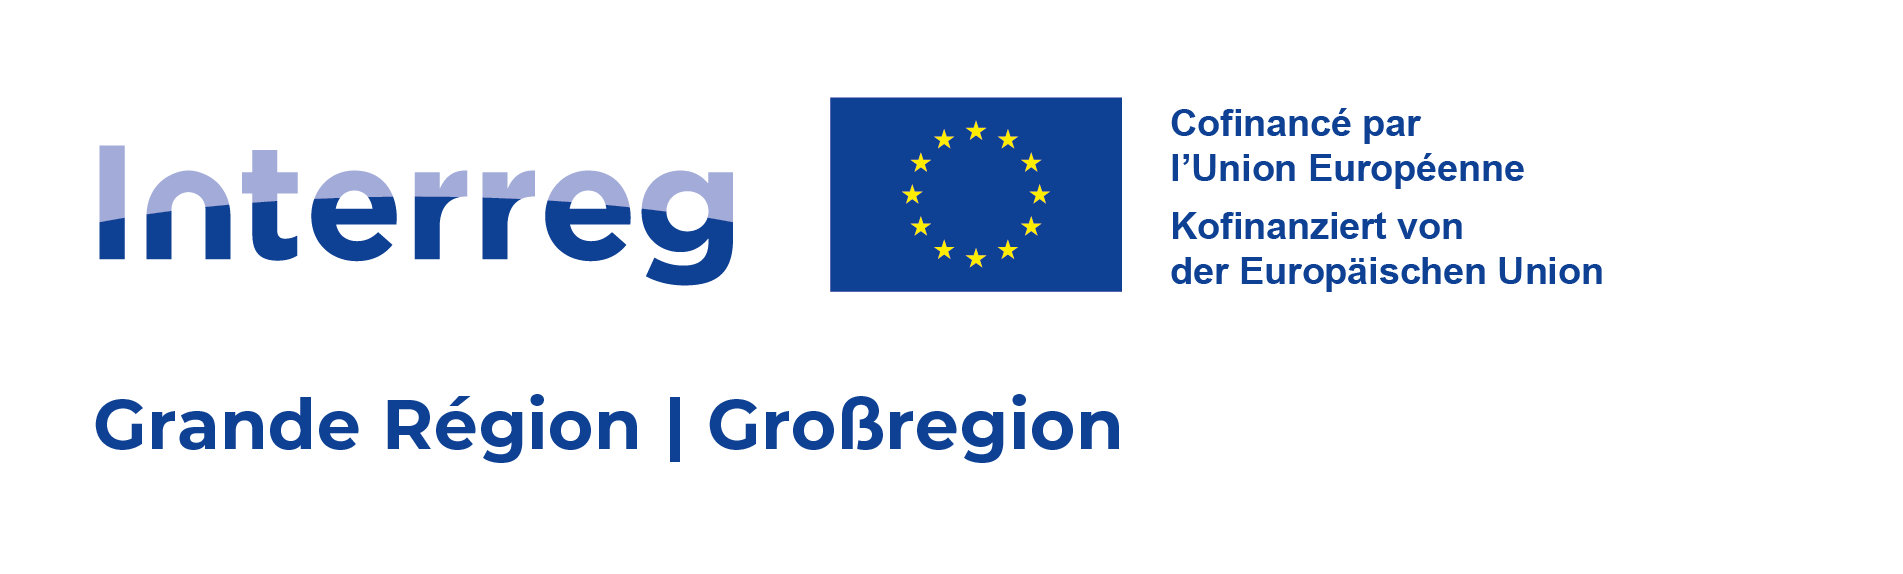 Interreg
Cofinancé par
l’Union Européenne
Kofinanziert von
der Europäischen Union
Grande Région | Großregion